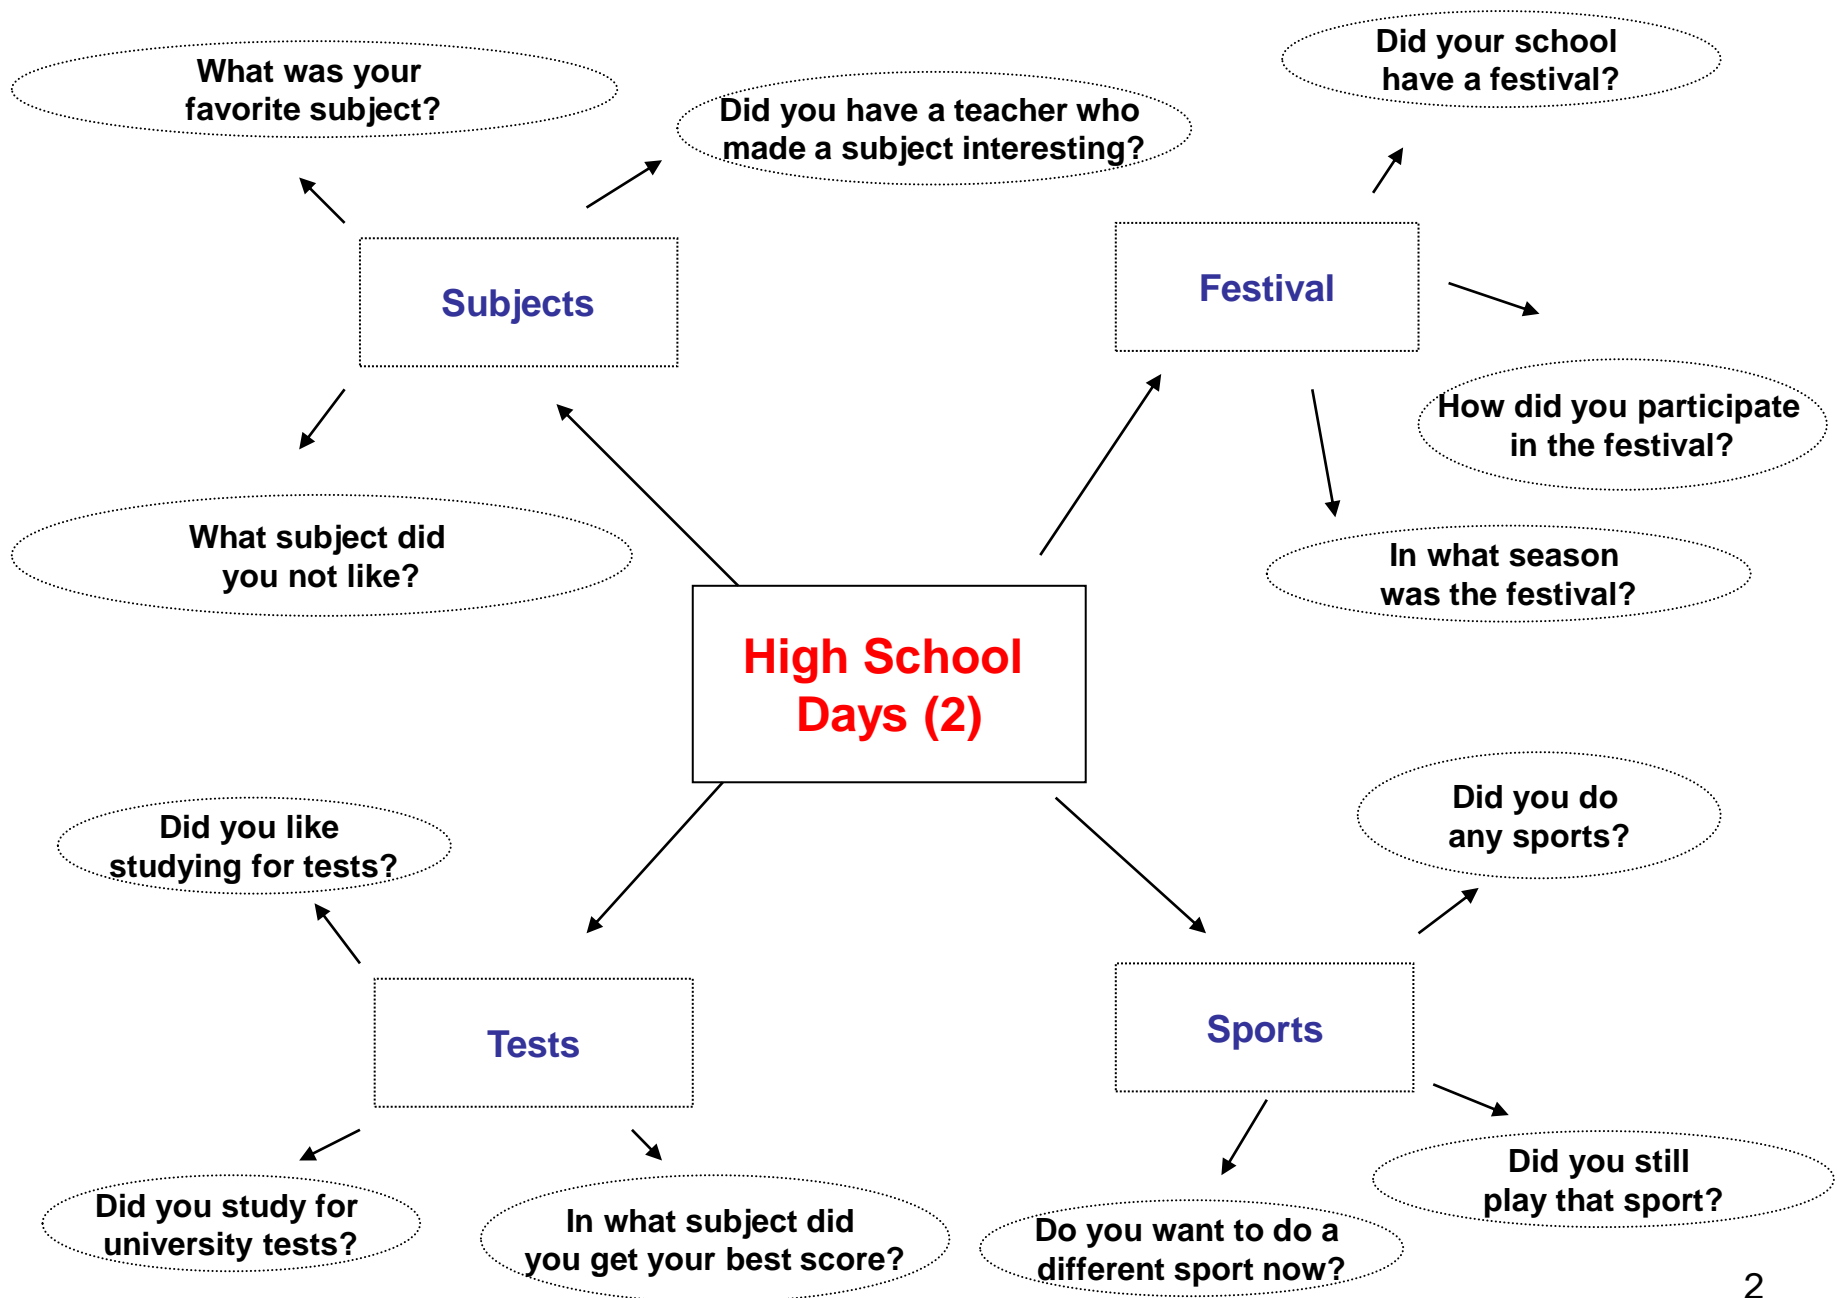 What was your
favorite subject?
Did you have a teacher who
made a subject interesting?
Did your school
have a festival?
Subjects
Festival
How did you participate
in the festival?
What subject did
you not like?
In what season
was the festival?
High School
Days (2)
Did you like
studying for tests?
Did you do
any sports?
Tests
Sports
Did you study for
university tests?
In what subject did
you get your best score?
Do you want to do a
different sport now?
Did you still
play that sport?
2